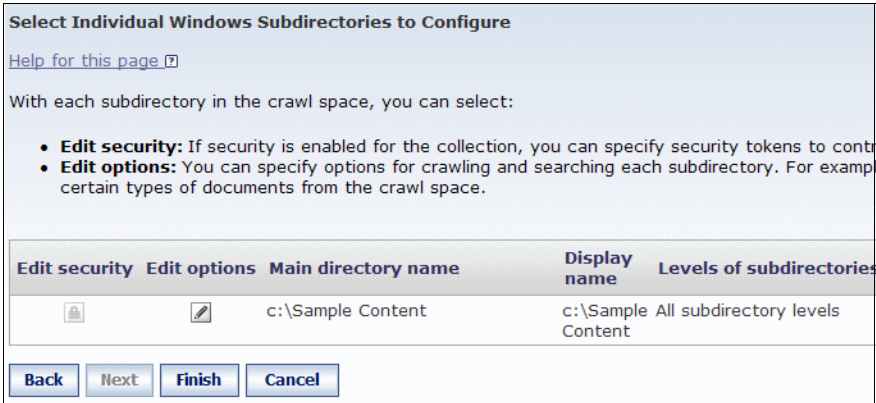 Select Individual Windows Subdirectories to Configure
Help for this page ?
With each subdirectory in the crawl space, you can select:
• Edit security: If security is enabled for the collection, you can specify security tokens to contr
• Edit options: You can specify options for crawling and searching each subdirectory. For exampl
certain types of documents from the crawl space.
Edit security Edit options Main directory name Display name Levels of subdirectories
c:\Sample Content c:\Sample Content All subdirectory levels
Back Next Finish Cancel